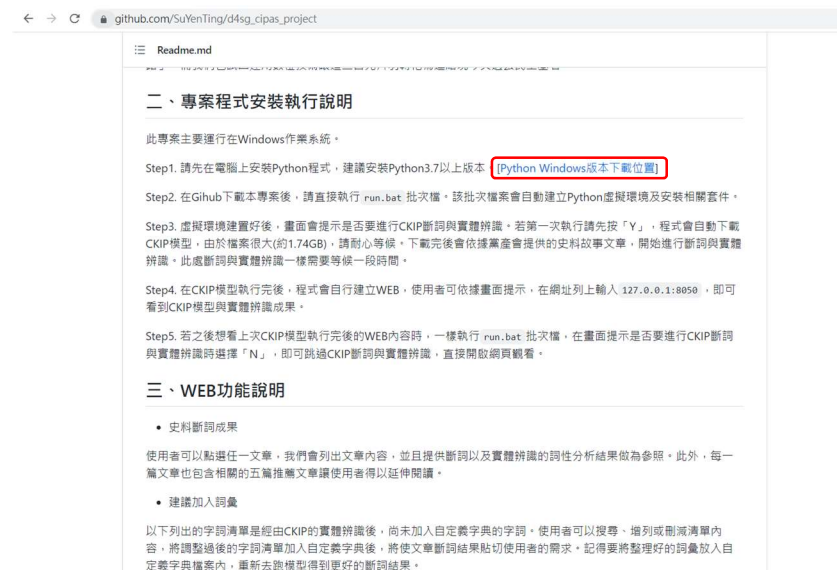 github.com/SuYenTing/d4sg_cipas_project
Readme.md
二、專案程式安裝執行說明
此專案主要運行在Windows作業系統。
Step1. 請先在電腦上安裝Python程式，建議安裝Python3.7以上版本，[Python Windows版本下載位置]
Step2. 在Gihub下載本專案後，請直接執行 run.bat 批次檔。該批次檔案會自動建立Python虛擬環境及安裝相關套件。
Step3. 虛擬環境建置好後，畫面會提示是否要進行CKIP斷詞與實體辨識。若第一次執行請先按「Y」，程式會自動下載
CKIP模型，由於檔案很大(約1.74GB)，請耐心等候。下載完後會依據黨產會提供的史料故事文章，開始進行斷詞與實體
辨識。此處斷詞與實體辨識一樣需要等候一段時間。
Step4. 在CKIP模型執行完後，程式會自行建立WEB，使用者可依據畫面提示，在網址列上輸入 127.0.0.1:8050 ，即可
看到CKIP模型與實體辨識成果。
Step5. 若之後想看上次CKIP模型執行完後的WEB內容時，一樣執行 run.bat 批次檔，在畫面提示是否要進行CKIP斷詞
與實體辨識時選擇「N」，即可跳過CKIP斷詞與實體辨識，直接開啟網頁觀看。
三、WEB功能說明
• 史料斷詞成果
使用者可以點選任一文章，我們會列出文章內容，並且提供斷詞以及實體辨識的詞性分析結果做為參照。此外，每一
篇文章也包含相關的五篇推薦文章讓使用者得以延伸閱讀。
• 建議加入詞彙
以下列出的字詞清單是經由CKIP的實體辨識後，尚未加入自定義字典的字詞。使用者可以搜尋、增列或刪減清單內
容，將調整過後的字詞清單加入自定義字典後，將使文章斷詞結果貼切使用者的需求。記得要將整理好的詞彙放入自
定義字典檔案內，重新去跑模型得到更好的斷詞結果。